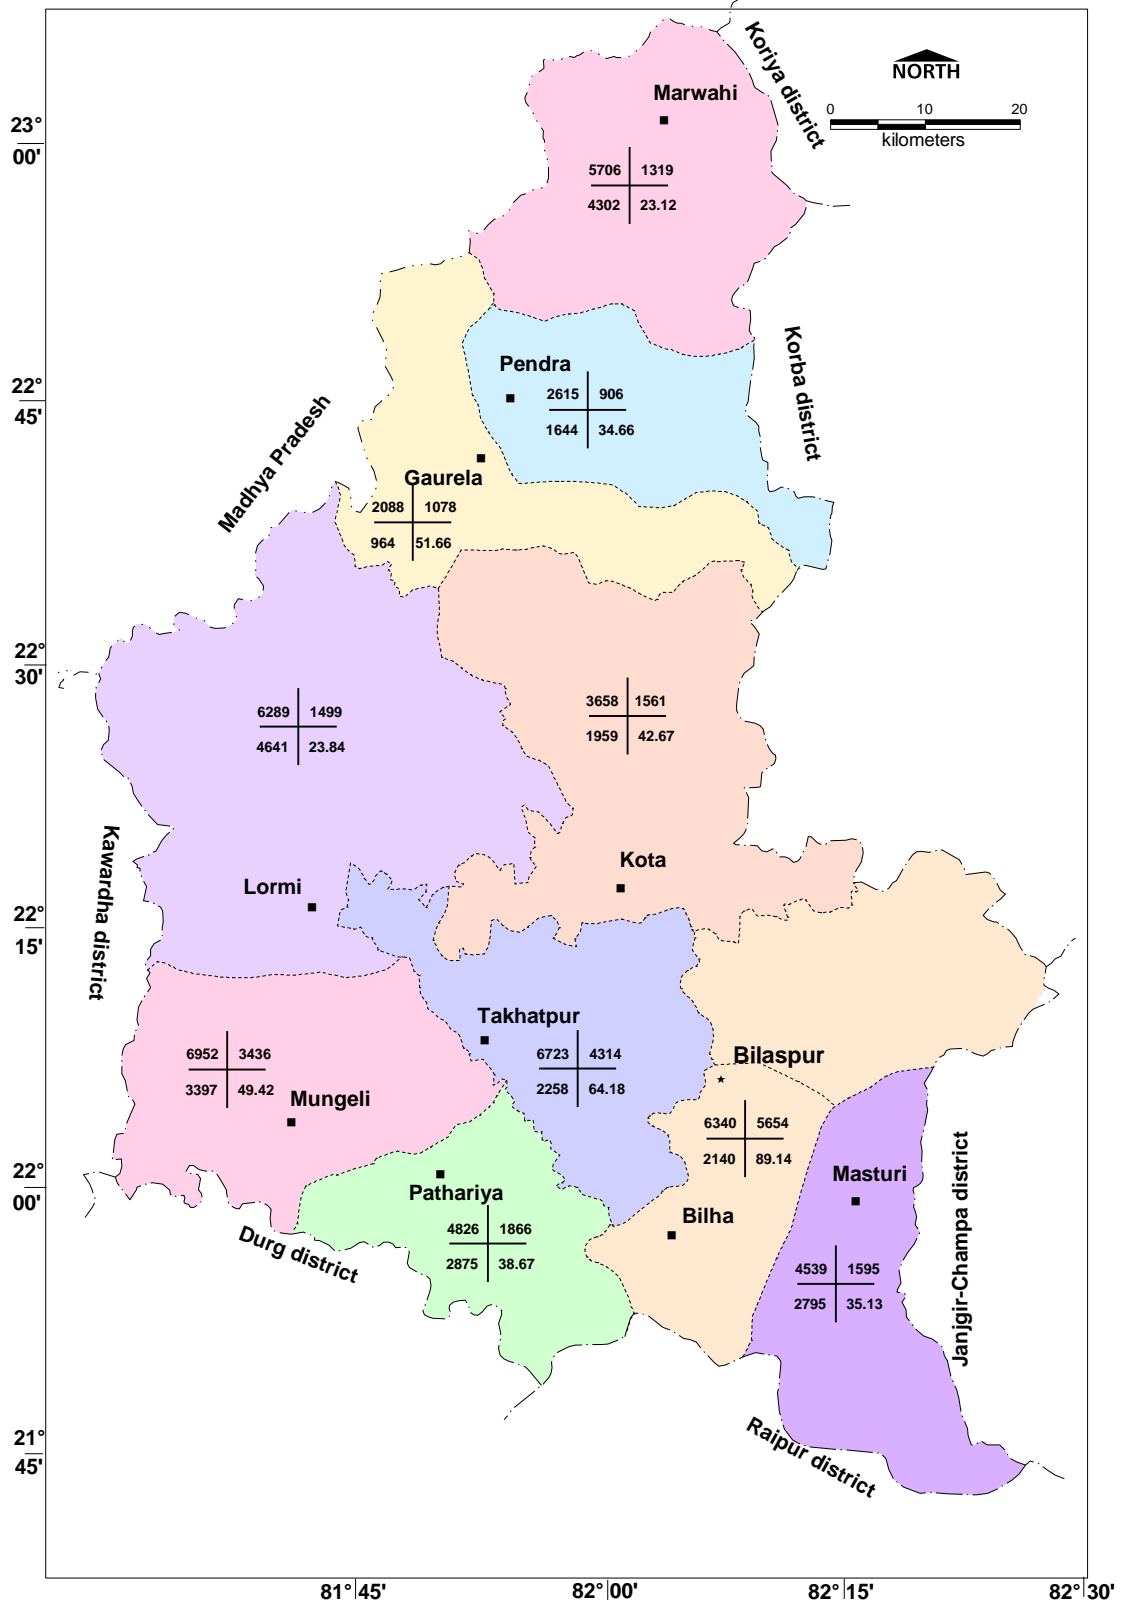 Koriya district
NORTH
0 10 20
kilometers
Marwahi
23°
00'
5706 1319
4302 23.12
Korba district
Pendra
22°
45'
2615 906
1644 34.66
Madhya Pradesh
Gaurela
2088 1078
964 51.66
22°
30'
6289 1499
4641 23.84
3658 1561
1959 42.67
Kawardha district
Kota
Lormi
22°
15'
Takhatpur
6952 3436
3397 49.42
6723 4314
2258 64.18
Bilaspur
Mungeli
6340 5654
2140 89.14
22°
00'
Masturi
Pathariya
Bilha
4826 1866
2875 38.67
Durg district
4539 1595
2795 35.13
Janjgir-Champa district
21°
45'
Raipur district
81°45' 82°00' 82°15' 82°30'